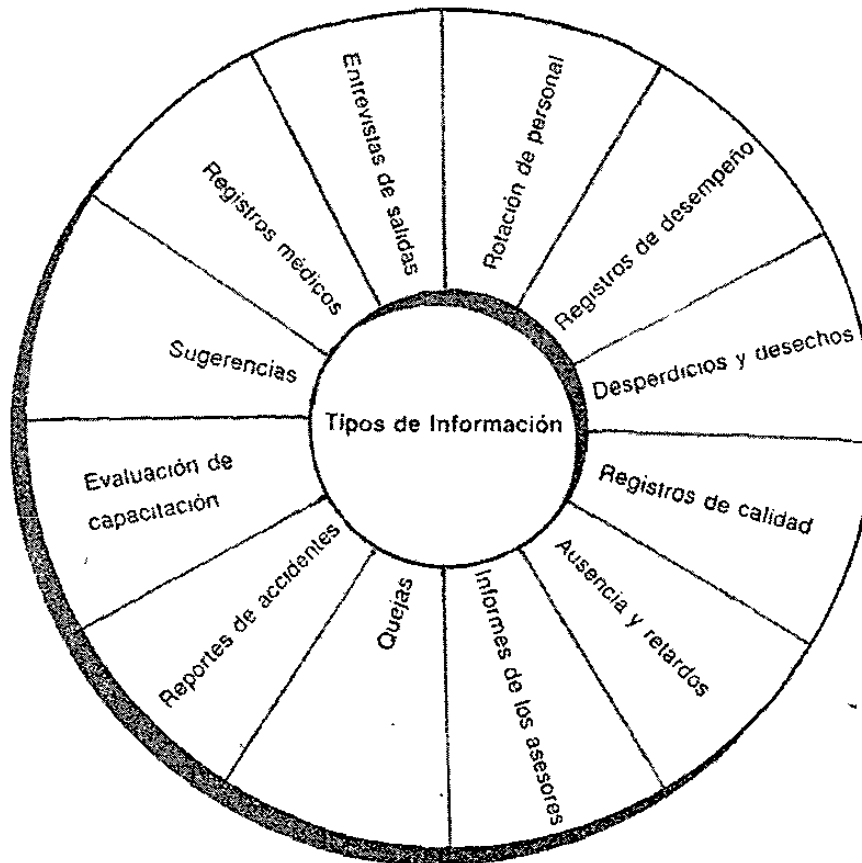 Tipos de Información
Rotación de personal
Registros de desempeño
Desperdicios y desechos
Registros de calidad
Ausencia y retardos
Informes de los asesores
Quejas
Reportes de accidentes
Evaluación de
capacitación
Sugerencias
Registros médicos
Entrevistas de salidas